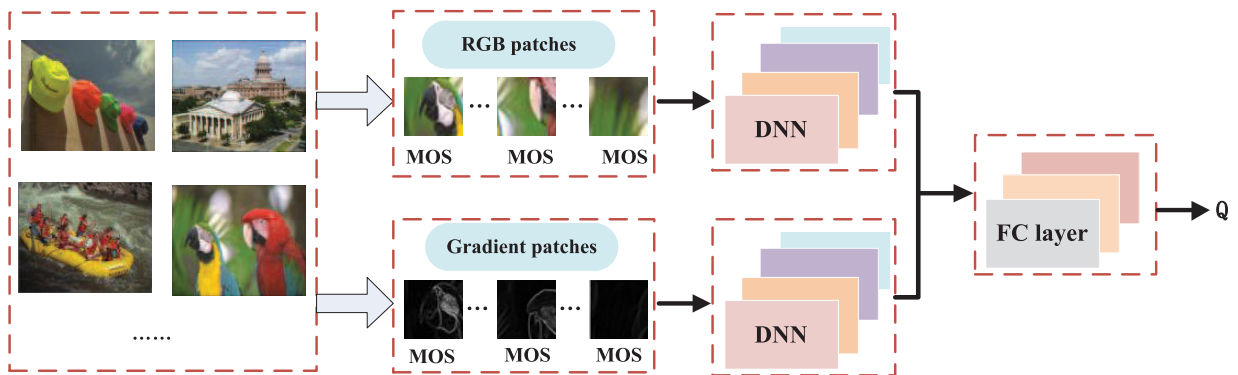 RGB patches
... ...
MOS MOS MOS
DNN
Gradient patches
... ...
MOS MOS MOS
DNN
......
FC layer
Q